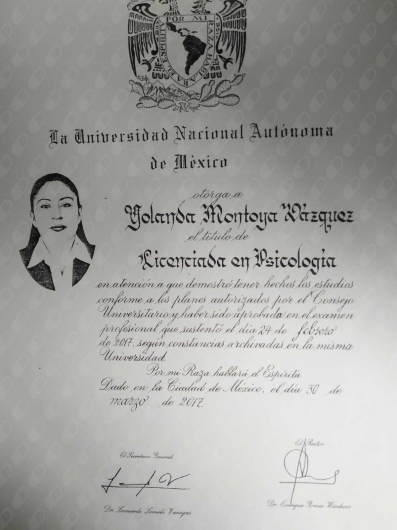 POR MI RAZA HABLARA EL ESPIRITU
La Universidad Nacional Autónoma
de México
otorga a
Yolanda Montoya Vázquez
el título de
Licenciada en Psicología
en atención a que demostró tener hechos los estudios
conforme a los planes autorizados por el Consejo
Universitario y haber sido aprobada en el examen
profesional que sustentó el día 24 de febrero
de 2017, según constancias archivadas en la misma
Universidad.
Por mi Raza hablará el Espíritu
Dado en la Ciudad de México, el día 30 de
marzo de 2017.
El Secretario General
El Rector
Dr. Leonardo Lomelí Vanegas
Dr. Enrique Graue Wiechers